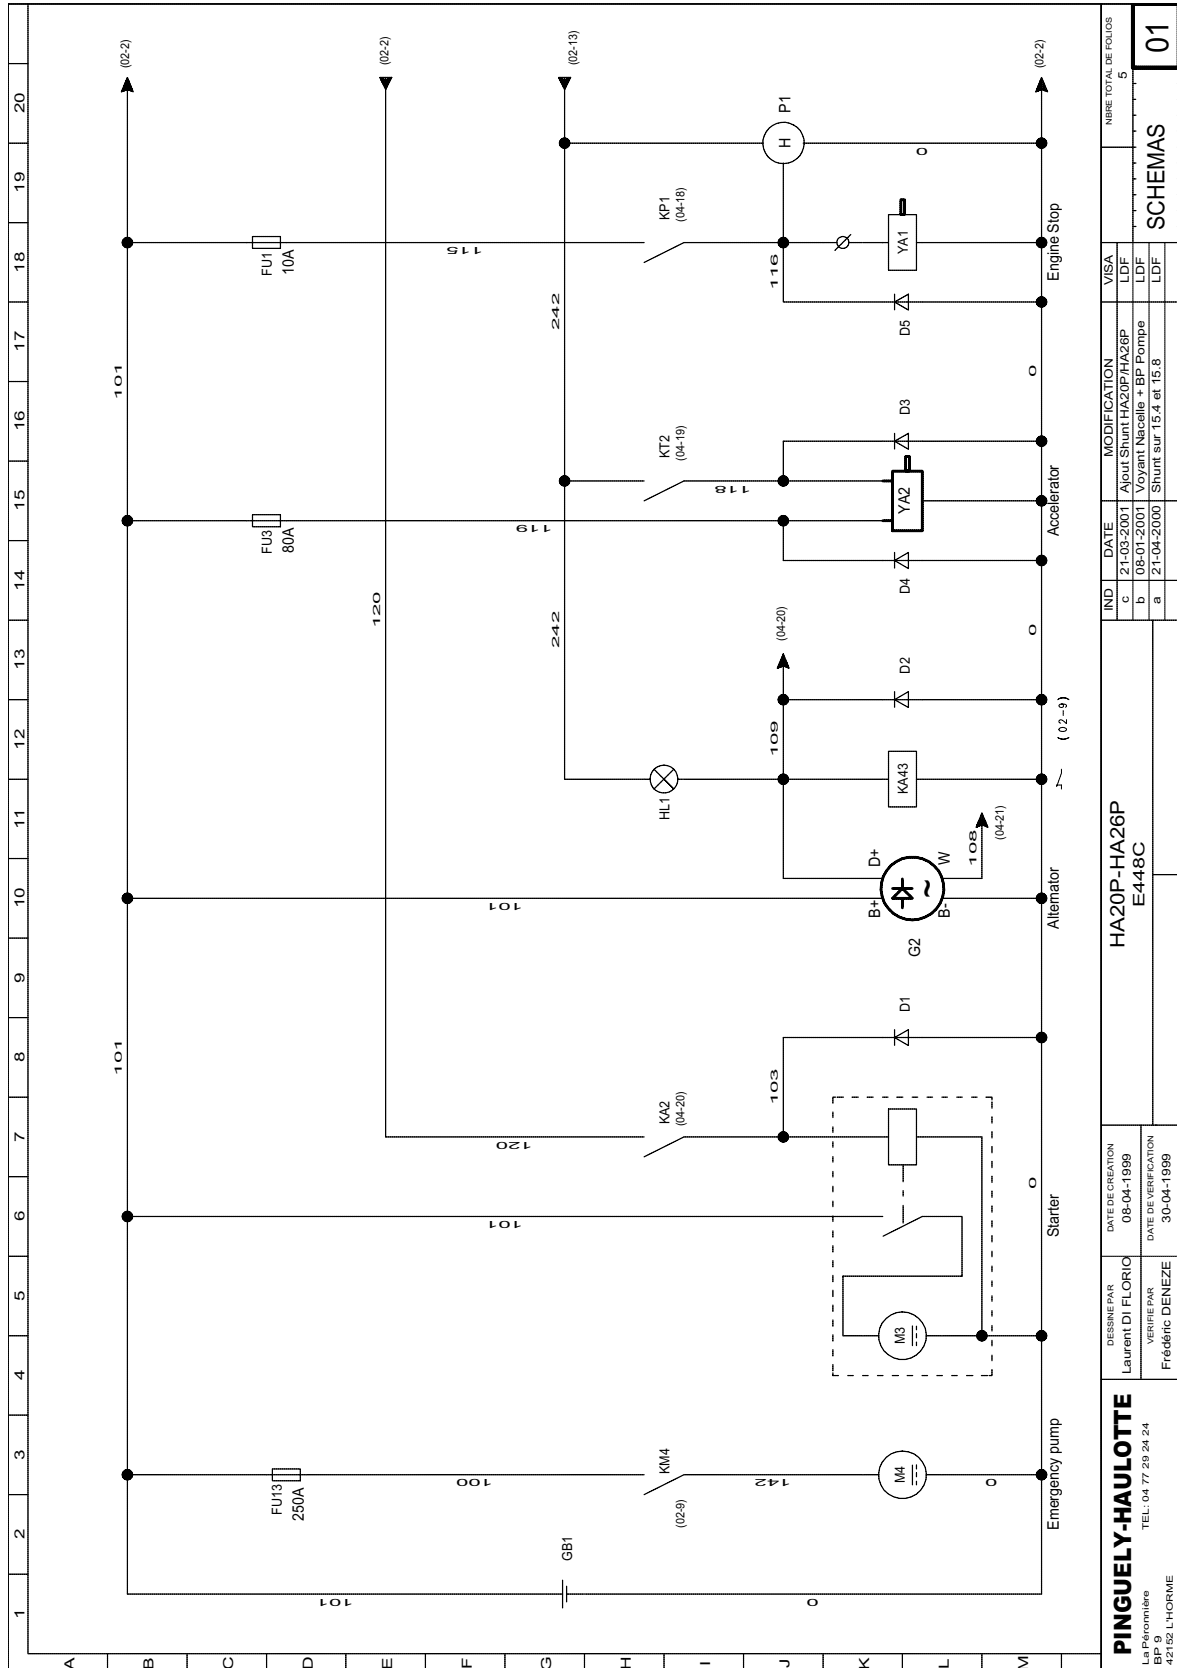 1 2 3 4 5 6 7 8 9 10 11 12 13 14 15 16 17 18 19 20
A
B
C
D
E
F
G
H
I
J
K
L
M
101
101
(02-2)
120
(02-2)
242
242
(02-13)
101
GB1
0
FU13
250A
100
KM4
(02-9)
142
M4
0
Emergency pump
101
120
KA2
(04-20)
103
M3
D1
0
Starter
101
B+
D+
G2
B-
W
108
(04-21)
Alternator
HL1
109
(04-20)
KA43
D2
(02-9)
0
FU3
80A
119
KT2
(04-19)
118
D4
YA2
D3
Accelerator
0
FU1
10A
115
KP1
(04-18)
116
D5
YA1
H
P1
0
Engine Stop
(02-2)
PINGUELY-HAULOTTE
La Péronnière
BP 9
42152 L'HORME
TEL: 04 77 29 24 24
DESSINE PAR
Laurent DI FLORIO
VERIFIE PAR
Frédéric DENEZE
DATE DE CREATION
08-04-1999
DATE DE VERIFICATION
30-04-1999
HA20P-HA26P
E448C
IND DATE MODIFICATION VISA
c 21-03-2001 Ajout Shunt HA20P/HA26P LDF
b 08-01-2001 Voyant Nacelle + BP Pompe LDF
a 21-04-2000 Shunt sur 15.4 et 15.8 LDF
NBRE TOTAL DE FOLIOS
5
SCHEMAS
01